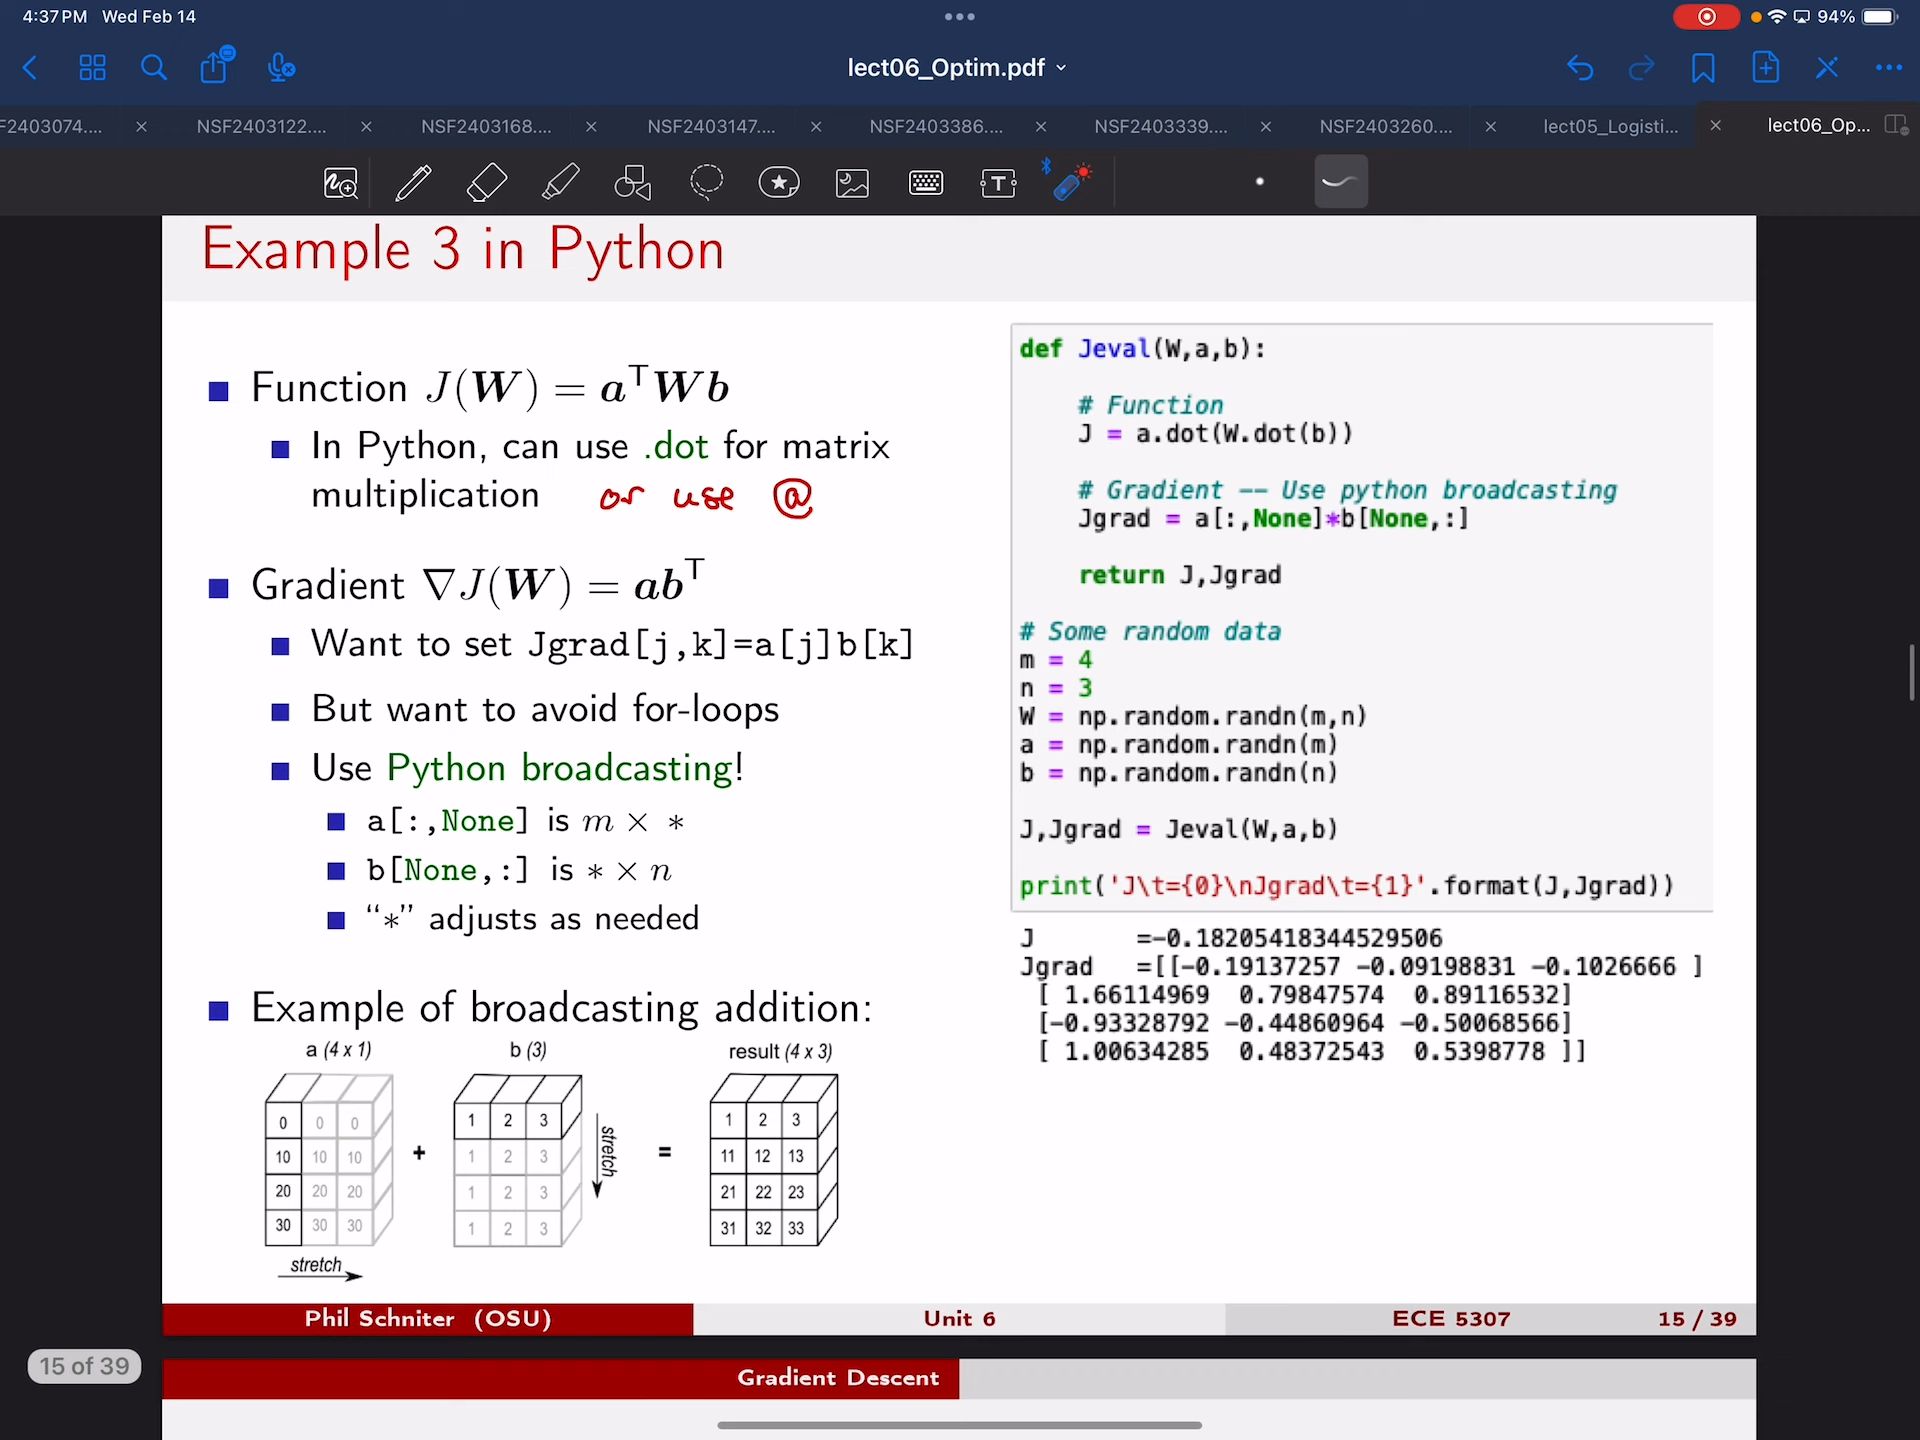 4:37 PM Wed Feb 14
94%
lect06_Optim.pdf
F2403074....
NSF2403122....
NSF2403168....
NSF2403147....
NSF2403386....
NSF2403339....
NSF2403260....
lect05_Logisti...
lect06_Op...
Example 3 in Python
Function J(W) = a⊤Wb
In Python, can use .dot for matrix
multiplication or use @
Gradient ∇J(W) = ab⊤
Want to set Jgrad[j,k]=a[j]b[k]
But want to avoid for-loops
Use Python broadcasting!
a[:,None] is m × *
b[None,:] is * × n
“*” adjusts as needed
Example of broadcasting addition:
a (4 x 1) b (3) result (4 x 3)
0 0 0 1 2 3 1 2 3
10 10 10 + 1 2 3 = 11 12 13
20 20 20 1 2 3 21 22 23
30 30 30 1 2 3 31 32 33
stretch
stretch
def Jeval(W,a,b):
# Function
J = a.dot(W.dot(b))
# Gradient -- Use python broadcasting
Jgrad = a[:,None]*b[None,:]
return J,Jgrad
# Some random data
m = 4
n = 3
W = np.random.randn(m,n)
a = np.random.randn(m)
b = np.random.randn(n)
J,Jgrad = Jeval(W,a,b)
print('J\t={0}\nJgrad\t={1}'.format(J,Jgrad))
J =-0.18205418344529506
Jgrad =[[-0.19137257 -0.09198831 -0.1026666 ]
[ 1.66114969 0.79847574 0.89116532]
[-0.93328792 -0.44860964 -0.50068566]
[ 1.00634285 0.48372543 0.5398778 ]]
Phil Schniter (OSU) Unit 6 ECE 5307 15 / 39
15 of 39
Gradient Descent